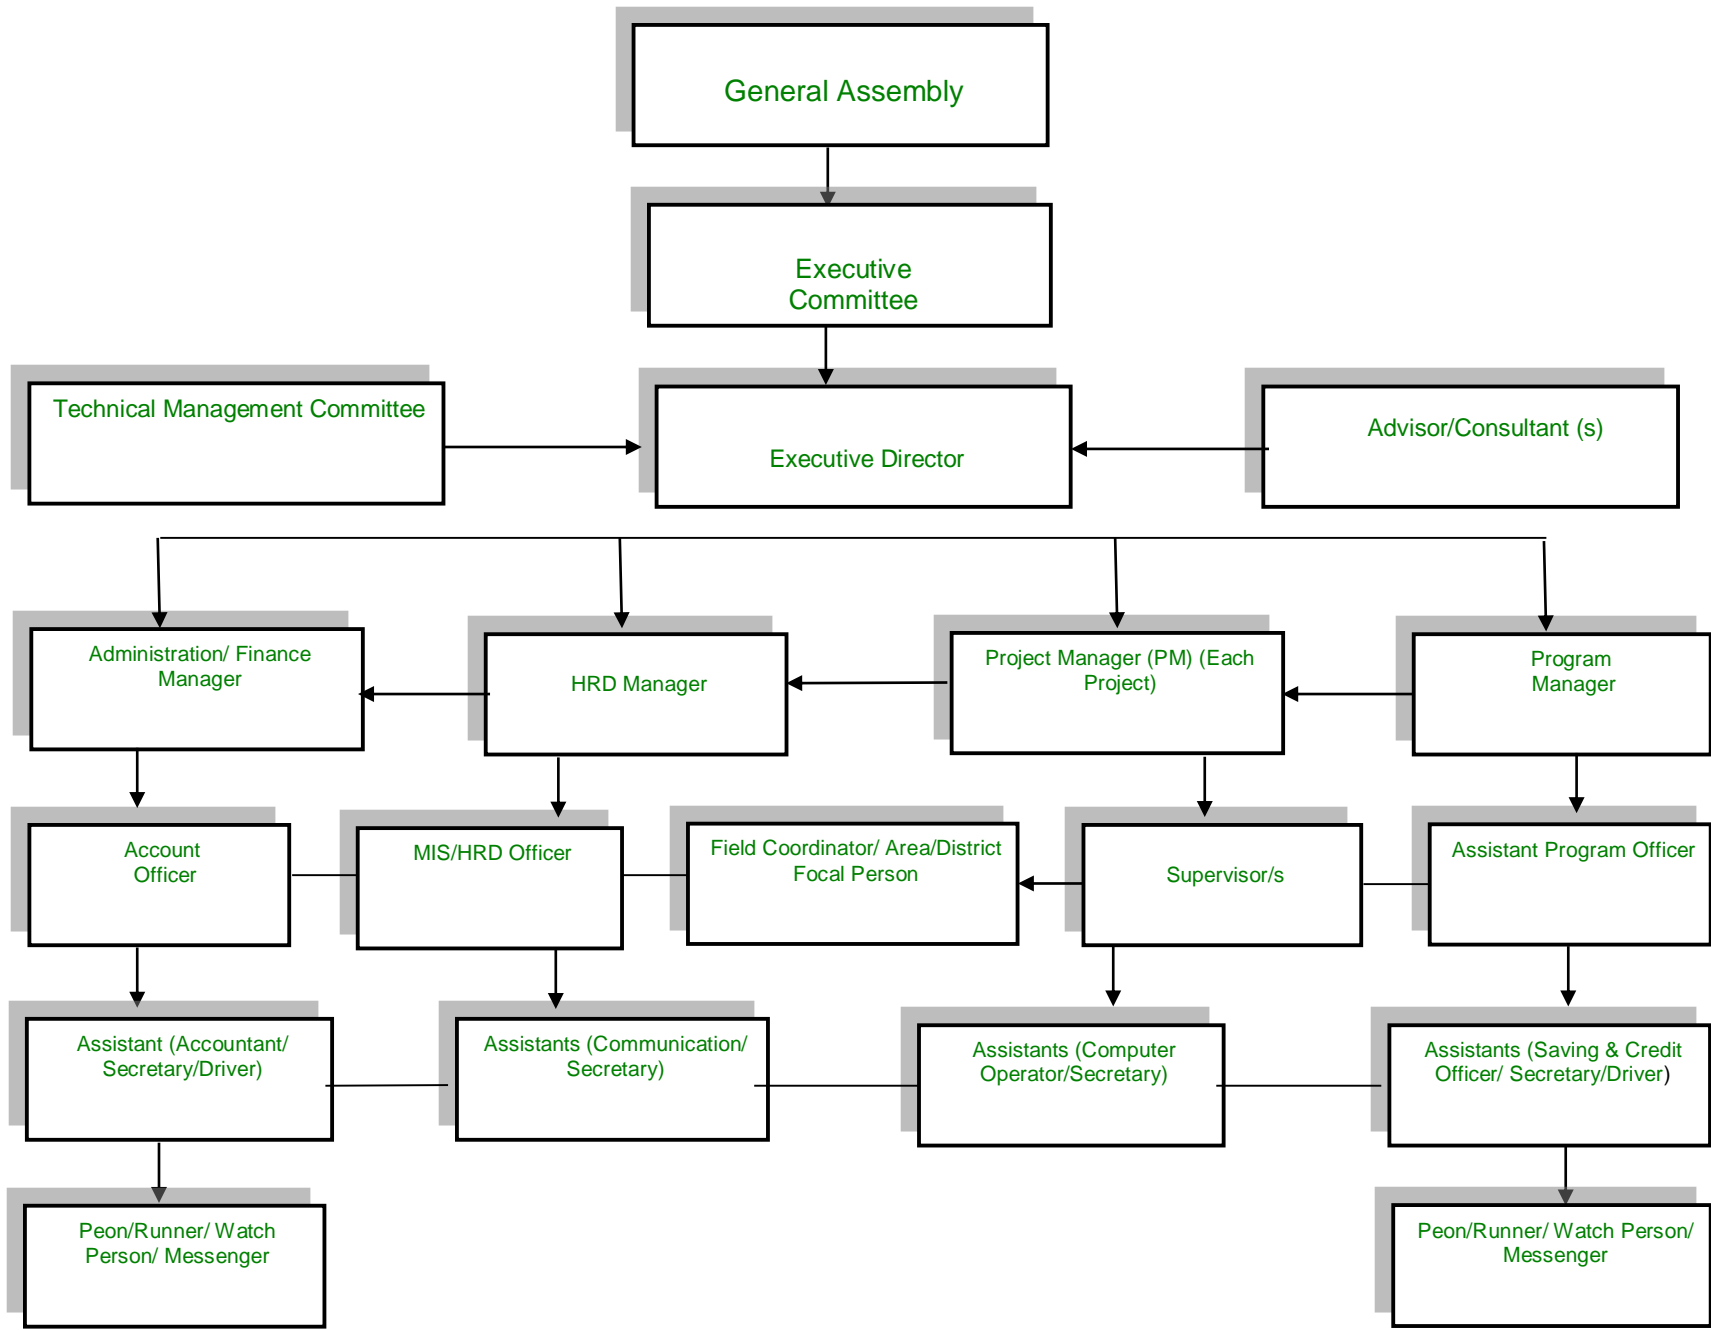 General Assembly
Executive
Committee
Technical Management Committee
Executive Director
Advisor/Consultant (s)
Administration/ Finance
Manager
HRD Manager
Project Manager (PM) (Each
Project)
Program
Manager
Account
Officer
MIS/HRD Officer
Field Coordinator/ Area/District
Focal Person
Supervisor/s
Assistant Program Officer
Assistant (Accountant/
Secretary/Driver)
Assistants (Communication/
Secretary)
Assistants (Computer
Operator/Secretary)
Assistants (Saving & Credit
Officer/ Secretary/Driver)
Peon/Runner/ Watch
Person/ Messenger
Peon/Runner/ Watch Person/
Messenger